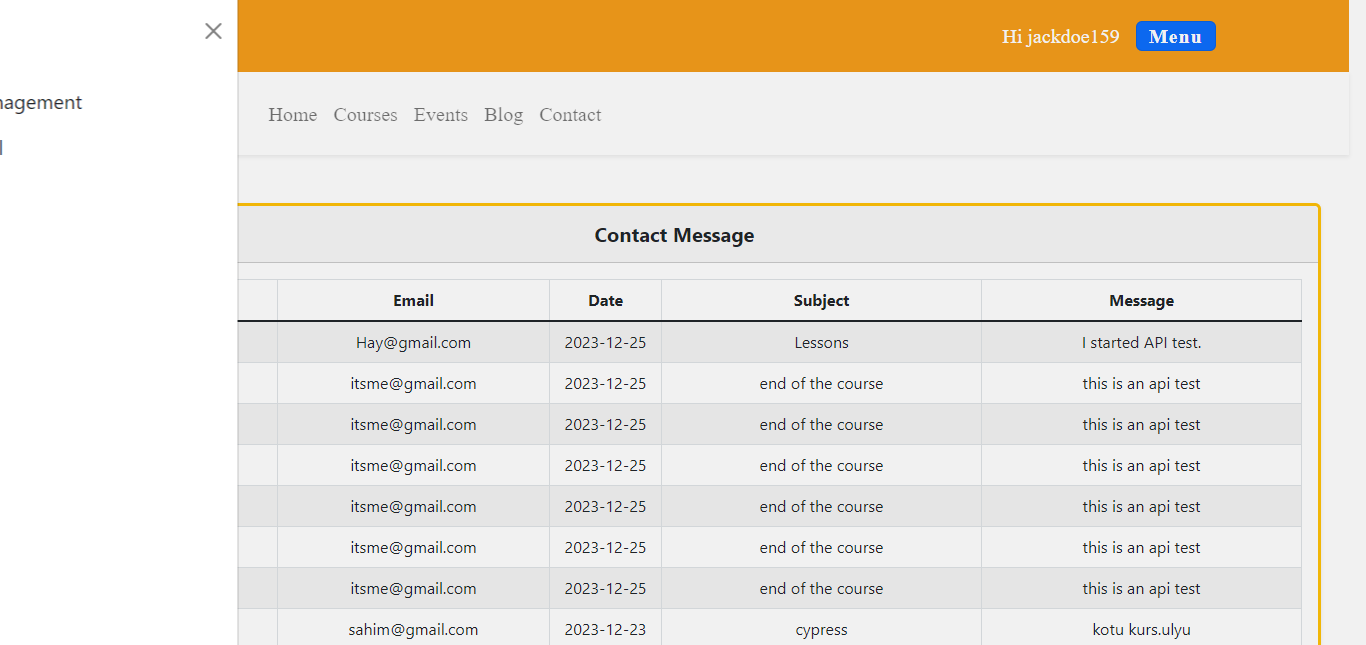 Hi jackdoe159 Menu
nagement
Home Courses Events Blog Contact
Contact Message
Email Date Subject Message
Hay@gmail.com 2023-12-25 Lessons I started API test.
itsme@gmail.com 2023-12-25 end of the course this is an api test
itsme@gmail.com 2023-12-25 end of the course this is an api test
itsme@gmail.com 2023-12-25 end of the course this is an api test
itsme@gmail.com 2023-12-25 end of the course this is an api test
itsme@gmail.com 2023-12-25 end of the course this is an api test
itsme@gmail.com 2023-12-25 end of the course this is an api test
sahim@gmail.com 2023-12-23 cypress kotu kurs.ulyu